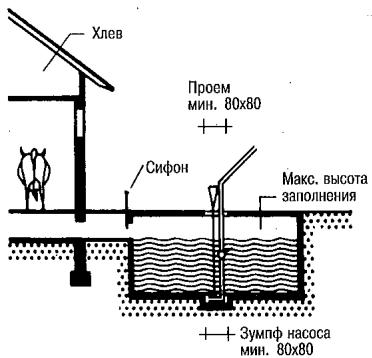 Хлев
Проем
мин. 80x80
Сифон
Макс. высота
заполнения
Зумпф насоса
мин. 80x80